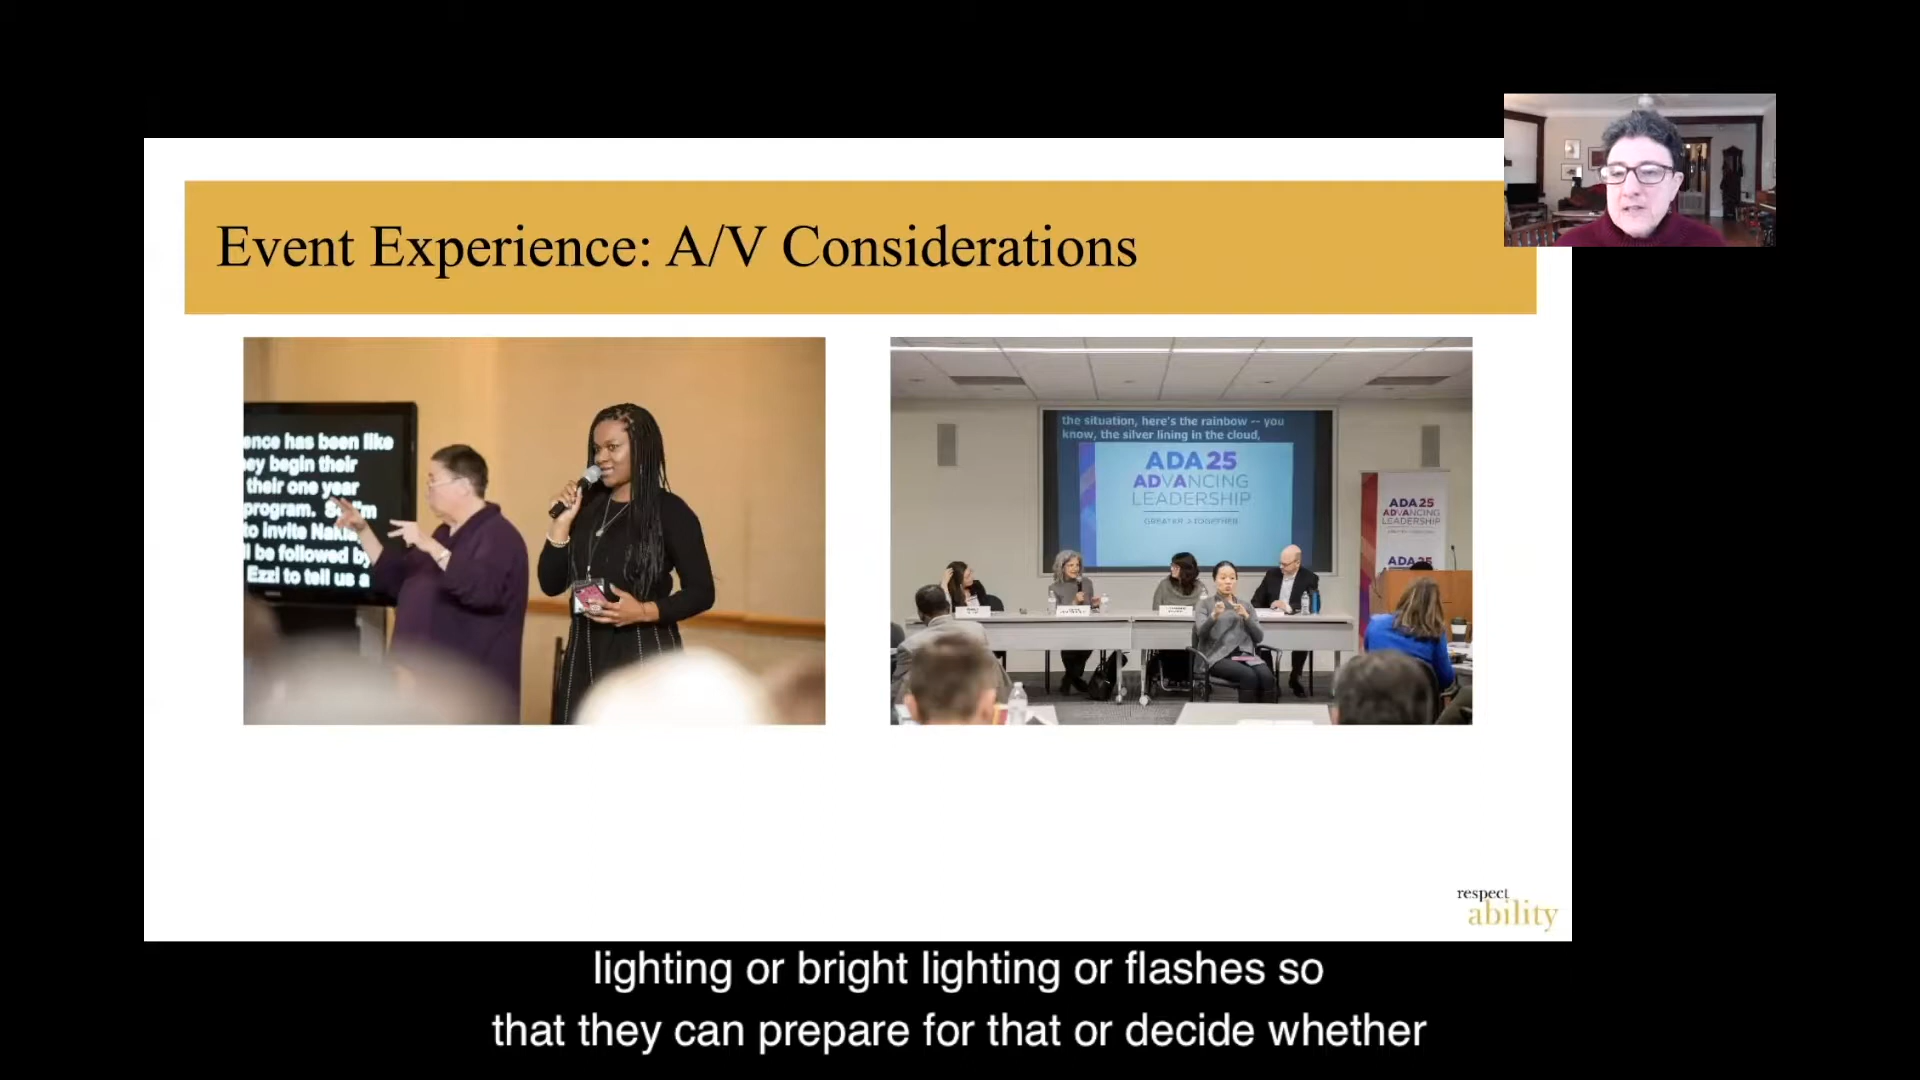 Event Experience: A/V Considerations
ence has been like
ey begin their
their one year
program.
to invite
l be followed by
Ezzi to tell us a
the situation, here's the rainbow -- you
know, the silver lining in the cloud,
ADA25
ADVANCING
LEADERSHIP
ADA25
ADVANCING
LEADERSHIP
ADA25
respect
ability
lighting or bright lighting or flashes so
that they can prepare for that or decide whether